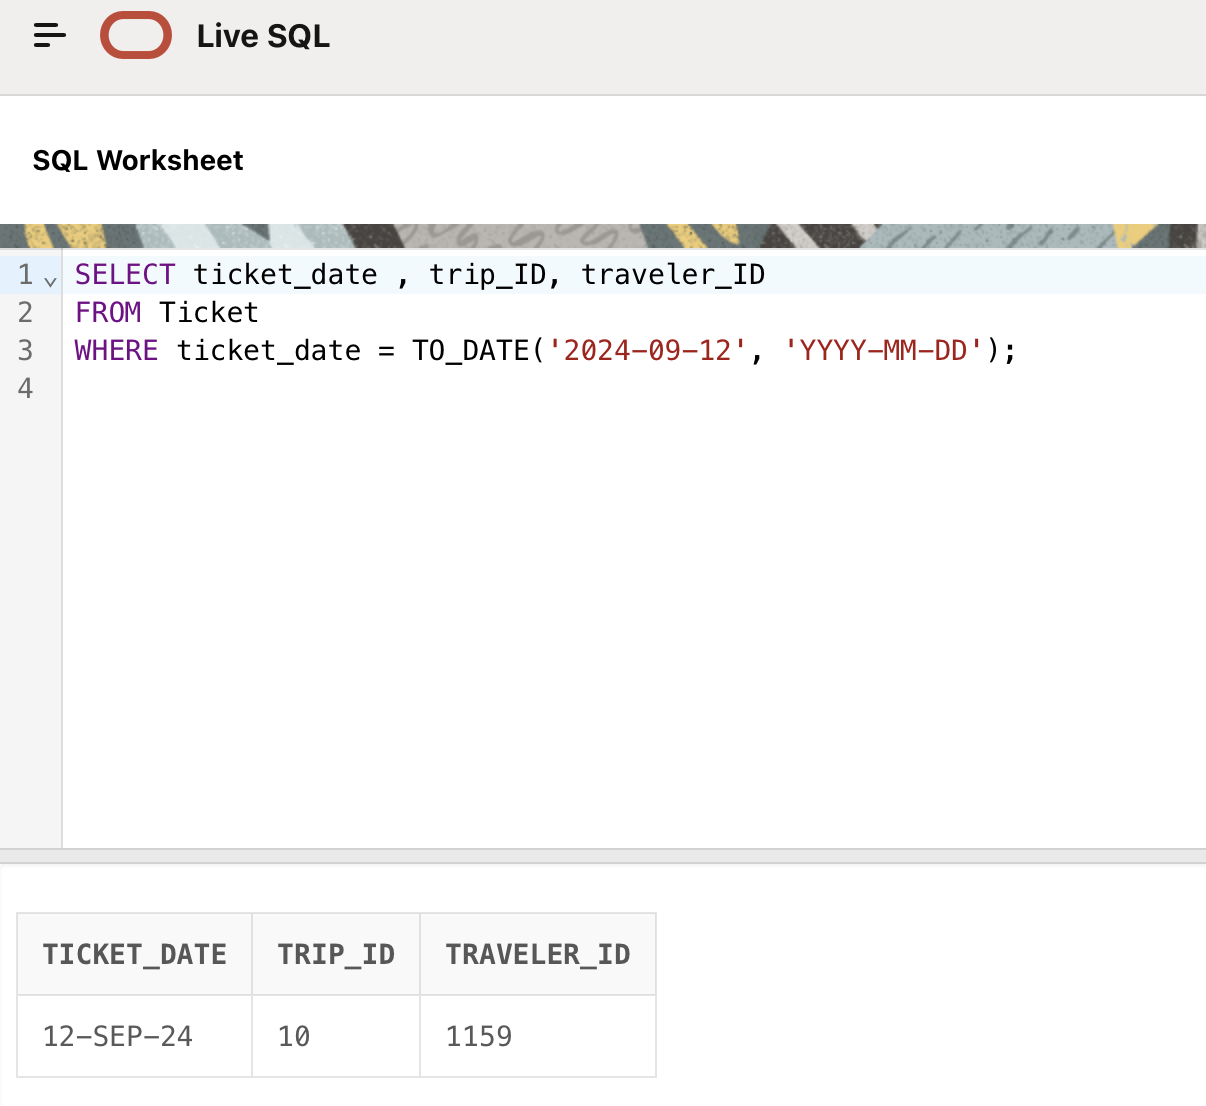 Live SQL
SQL Worksheet
1 SELECT ticket_date , trip_ID, traveler_ID
2 FROM Ticket
3 WHERE ticket_date = TO_DATE('2024-09-12', 'YYYY-MM-DD');
4
TICKET_DATE TRIP_ID TRAVELER_ID
12-SEP-24 10 1159